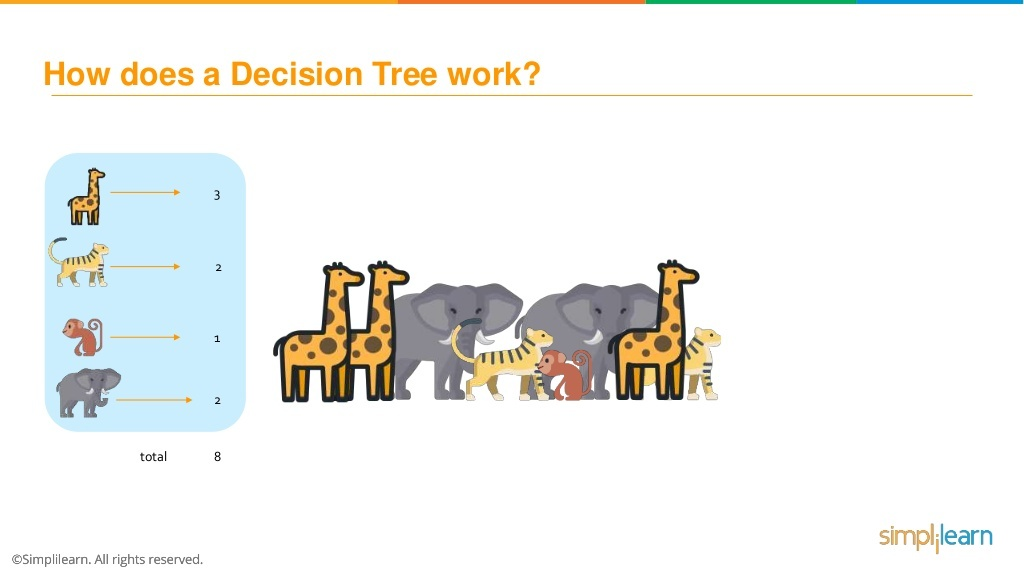 How does a Decision Tree work?
3
2
1
2
total 8
simplilearn
©Simplilearn. All rights reserved.